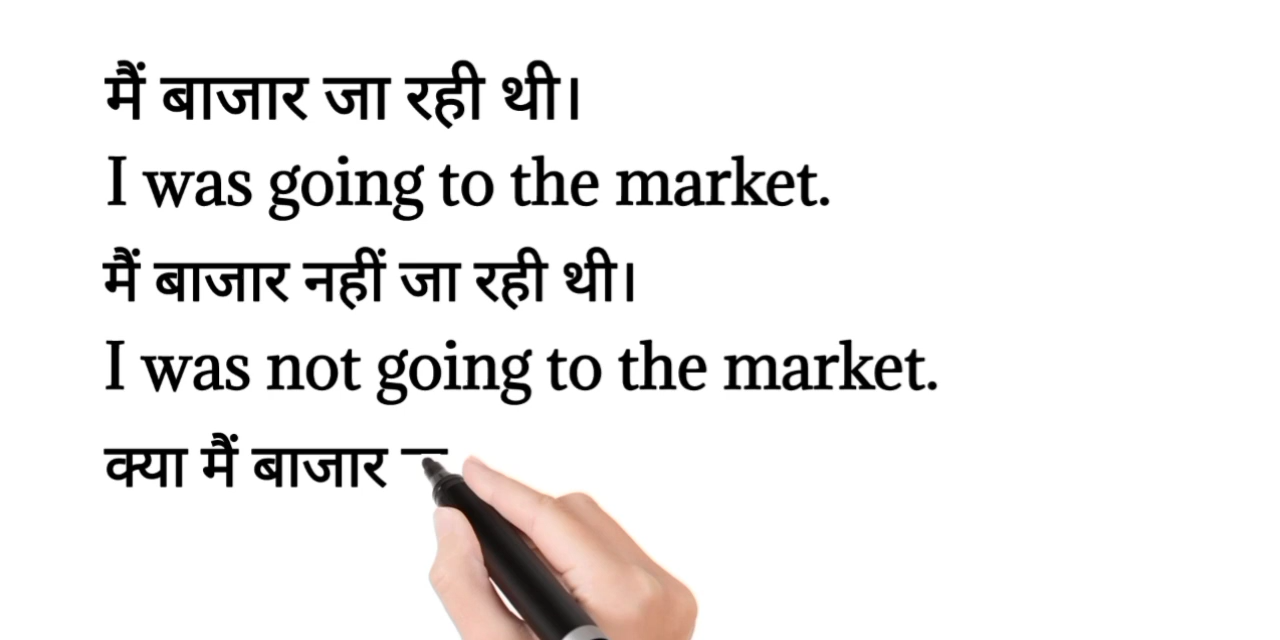 मैं बाजार जा रही थी।
I was going to the market.
मैं बाजार नहीं जा रही थी।
I was not going to the market.
क्या मैं बाजार